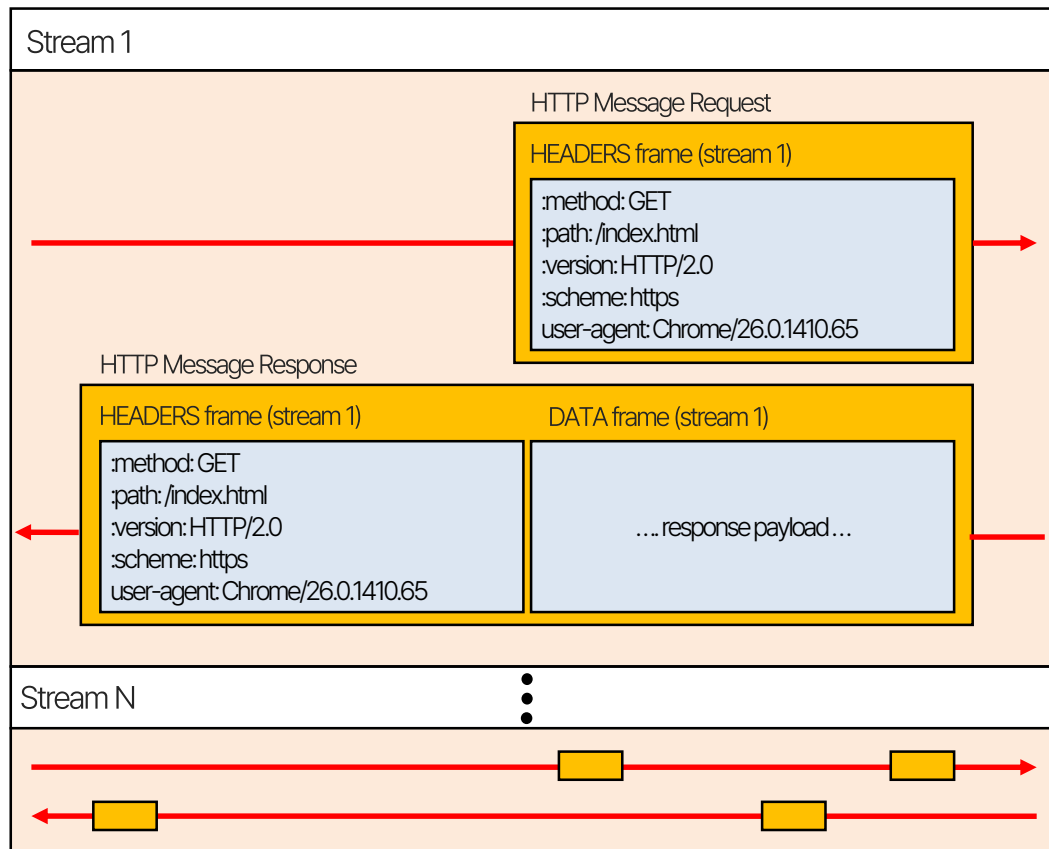 Stream 1
HTTP Message Request
HEADERS frame (stream 1)
:method: GET
:path: /index.html
:version: HTTP/2.0
:scheme: https
user-agent: Chrome/26.0.1410.65
HTTP Message Response
HEADERS frame (stream 1)
:method: GET
:path: /index.html
:version: HTTP/2.0
:scheme: https
user-agent: Chrome/26.0.1410.65
DATA frame (stream 1)
.... response payload ...
Stream N